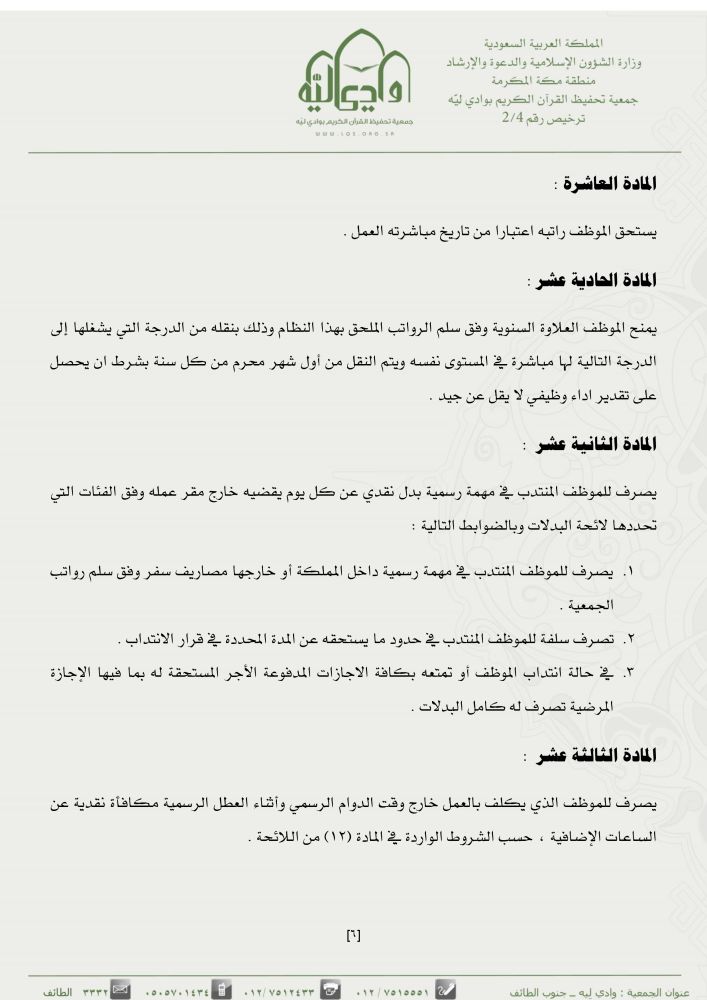 المملكة العربية السعودية
وزارة الشؤون الإسلامية والدعوة والإرشاد
منطقة مكة المكرمة
جمعية تحفيظ القرآن الكريم بوادي ليّه
ترخيص رقم 2/4
وادي ليّه
جمعية تحفيظ القرآن الكريم بوادي ليّه
WWW.LQS.ORG.SA
المادة العاشرة :
يستحق الموظف راتبه اعتبارا من تاريخ مباشرته العمل .
المادة الحادية عشر :
يمنح الموظف العلاوة السنوية وفق سلم الرواتب الملحق بهذا النظام وذلك بنقله من الدرجة التي يشغلها إلى
الدرجة التالية لها مباشرة في المستوى نفسه ويتم النقل من أول شهر محرم من كل سنة بشرط ان يحصل
على تقدير اداء وظيفي لا يقل عن جيد .
المادة الثانية عشر :
يصرف للموظف المنتدب في مهمة رسمية بدل نقدي عن كل يوم يقضيه خارج مقر عمله وفق الفئات التي
تحددها لائحة البدلات وبالضوابط التالية :
١. يصرف للموظف المنتدب في مهمة رسمية داخل المملكة أو خارجها مصاريف سفر وفق سلم رواتب
الجمعية .
٢. تصرف سلفة للموظف المنتدب في حدود ما يستحقه عن المدة المحددة في قرار الانتداب .
٣. في حالة انتداب الموظف أو تمتعه بكافة الاجازات المدفوعة الأجر المستحقة له بما فيها الإجازة
المرضية تصرف له كامل البدلات .
المادة الثالثة عشر :
يصرف للموظف الذي يكلف بالعمل خارج وقت الدوام الرسمي وأثناء العطل الرسمية مكافأة نقدية عن
الساعات الإضافية ، حسب الشروط الواردة في المادة (١٢) من اللائحة .
[٦]
عنوان الجمعية : وادي ليه – جنوب الطائف ٠١٢/٧٥١٥٥٥١ ٠١٢/٧٥١٢٤٣٣ ٠٥٠٥٧٠١٤٣٤ ٣٣٣٢ الطائف